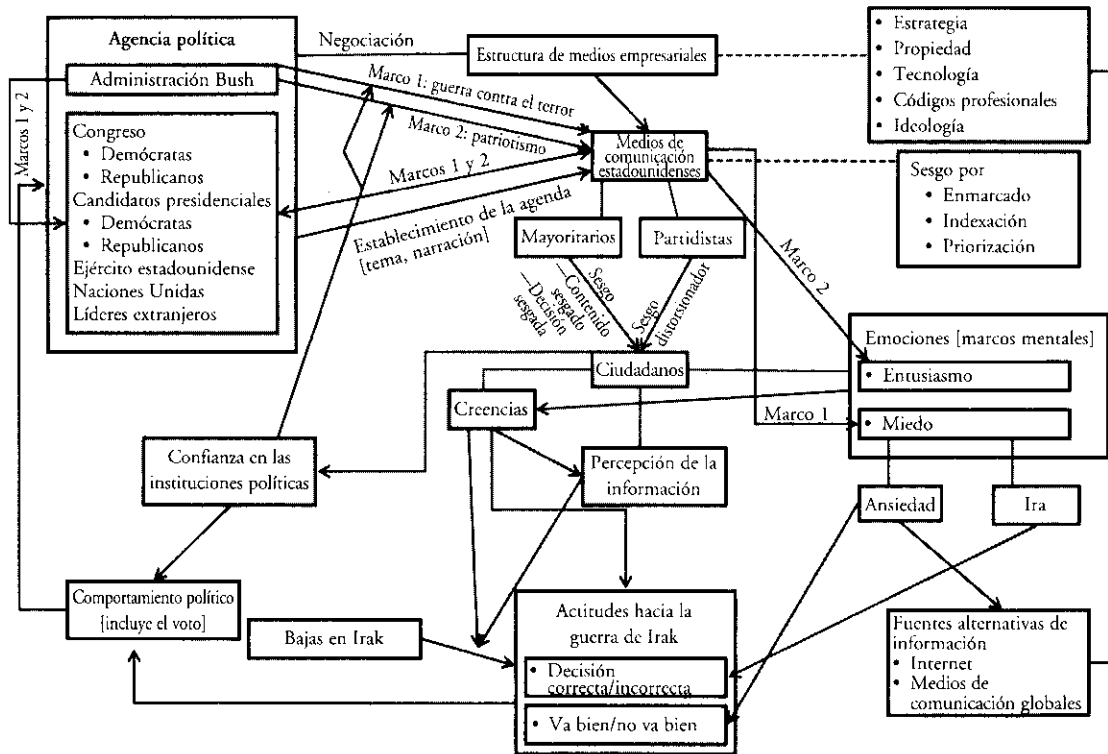 Agencia política
Administración Bush
Marcos 1 y 2
Congreso
• Demócratas
• Republicanos
Candidatos presidenciales
• Demócratas
• Republicanos
Ejército estadounidense
Naciones Unidas
Líderes extranjeros
Negociación
Estructura de medios empresariales
• Estrategia
• Propiedad
• Tecnología
• Códigos profesionales
• Ideología
Marco 1: guerra contra el terror
Marco 2: patriotismo
Marcos 1 y 2
Establecimiento de la agenda
[tema, narración]
Medios de
comunicación
estadounidenses
Sesgo por
• Enmarcado
• Indexación
• Priorización
Mayoritarios
Partidistas
Sesgo
—Contenido
sesgado
—Decisión
sesgada
Sesgo
distorsionador
Marco 2
Ciudadanos
Emociones [marcos mentales]
• Entusiasmo
• Miedo
Marco 1
Creencias
Confianza en las
instituciones políticas
Percepción de la
información
Ansiedad
Ira
Comportamiento político
[incluye el voto]
Bajas en Irak
Actitudes hacia la
guerra de Irak
• Decisión
correcta/incorrecta
• Va bien/no va bien
Fuentes alternativas de
información
• Internet
• Medios de
comunicación globales